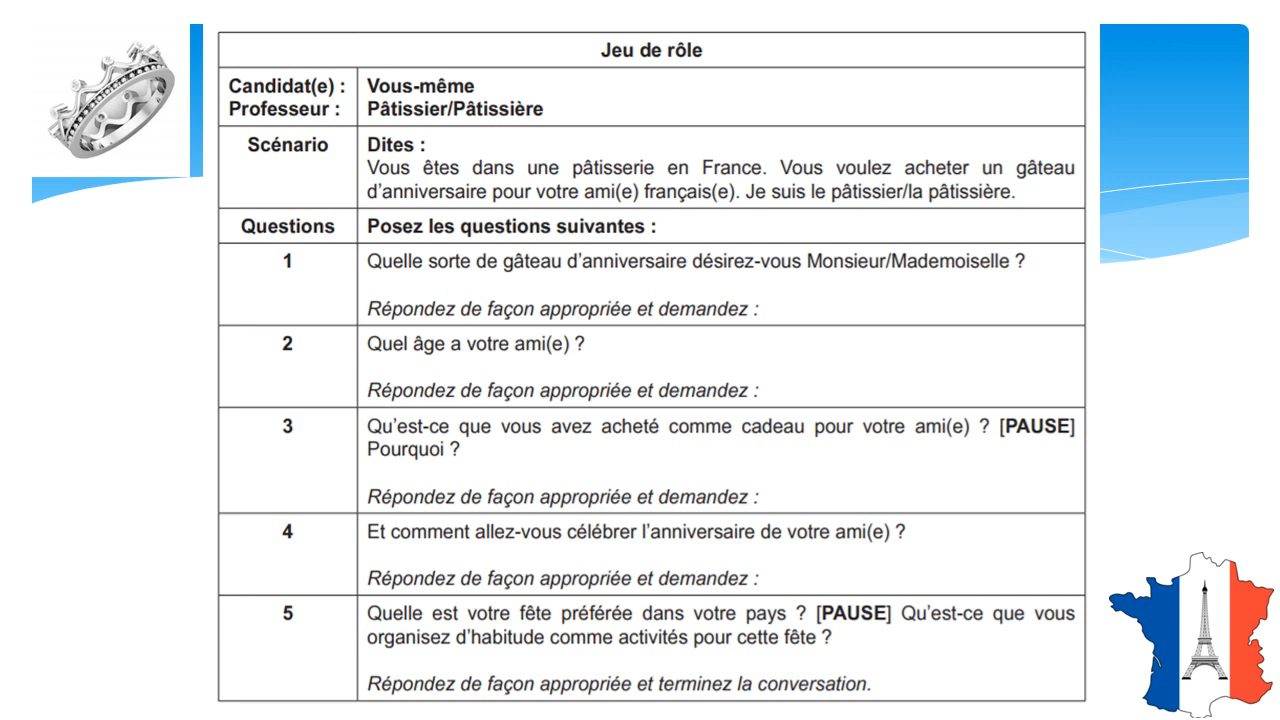 Jeu de rôle
Candidat(e) : Vous-même
Professeur : Pâtissier/Pâtissière
Scénario Dites :
Vous êtes dans une pâtisserie en France. Vous voulez acheter un gâteau
d’anniversaire pour votre ami(e) français(e). Je suis le pâtissier/la pâtissière.
Questions Posez les questions suivantes :
1 Quelle sorte de gâteau d’anniversaire désirez-vous Monsieur/Mademoiselle ?
Répondez de façon appropriée et demandez :
2 Quel âge a votre ami(e) ?
Répondez de façon appropriée et demandez :
3 Qu’est-ce que vous avez acheté comme cadeau pour votre ami(e) ? [PAUSE]
Pourquoi ?
Répondez de façon appropriée et demandez :
4 Et comment allez-vous célébrer l’anniversaire de votre ami(e) ?
Répondez de façon appropriée et demandez :
5 Quelle est votre fête préférée dans votre pays ? [PAUSE] Qu’est-ce que vous
organisez d’habitude comme activités pour cette fête ?
Répondez de façon appropriée et terminez la conversation.